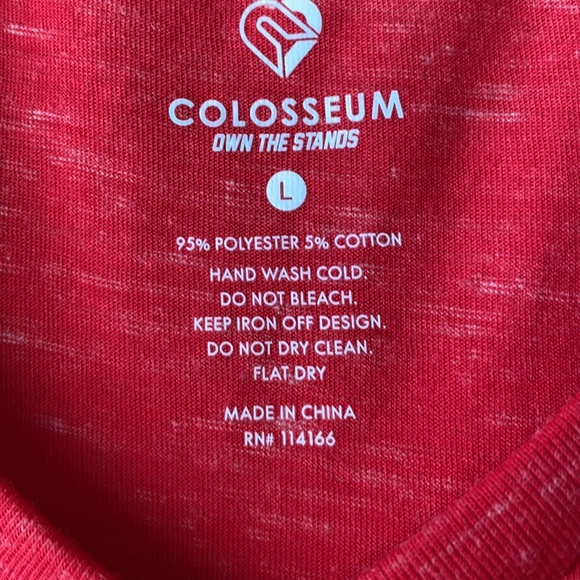 COLOSSEUM
OWN THE STANDS
L
95% POLYESTER 5% COTTON
HAND WASH COLD.
DO NOT BLEACH.
KEEP IRON OFF DESIGN.
DO NOT DRY CLEAN.
FLAT DRY
MADE IN CHINA
RN# 114166